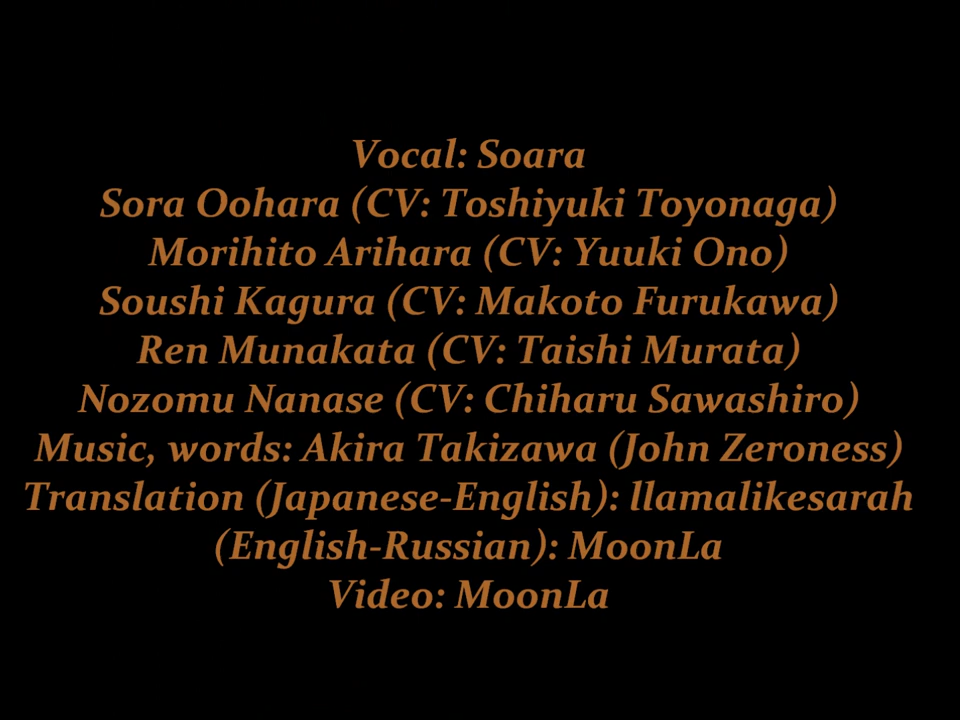 Vocal: Soara
Sora Oohara (CV: Toshiyuki Toyonaga)
Morihito Arihara (CV: Yuuki Ono)
Soushi Kagura (CV: Makoto Furukawa)
Ren Munakata (CV: Taishi Murata)
Nozomu Nanase (CV: Chiharu Sawashiro)
Music, words: Akira Takizawa (John Zeroness)
Translation (Japanese-English): llamalikesarah
(English-Russian): MoonLa
Video: MoonLa